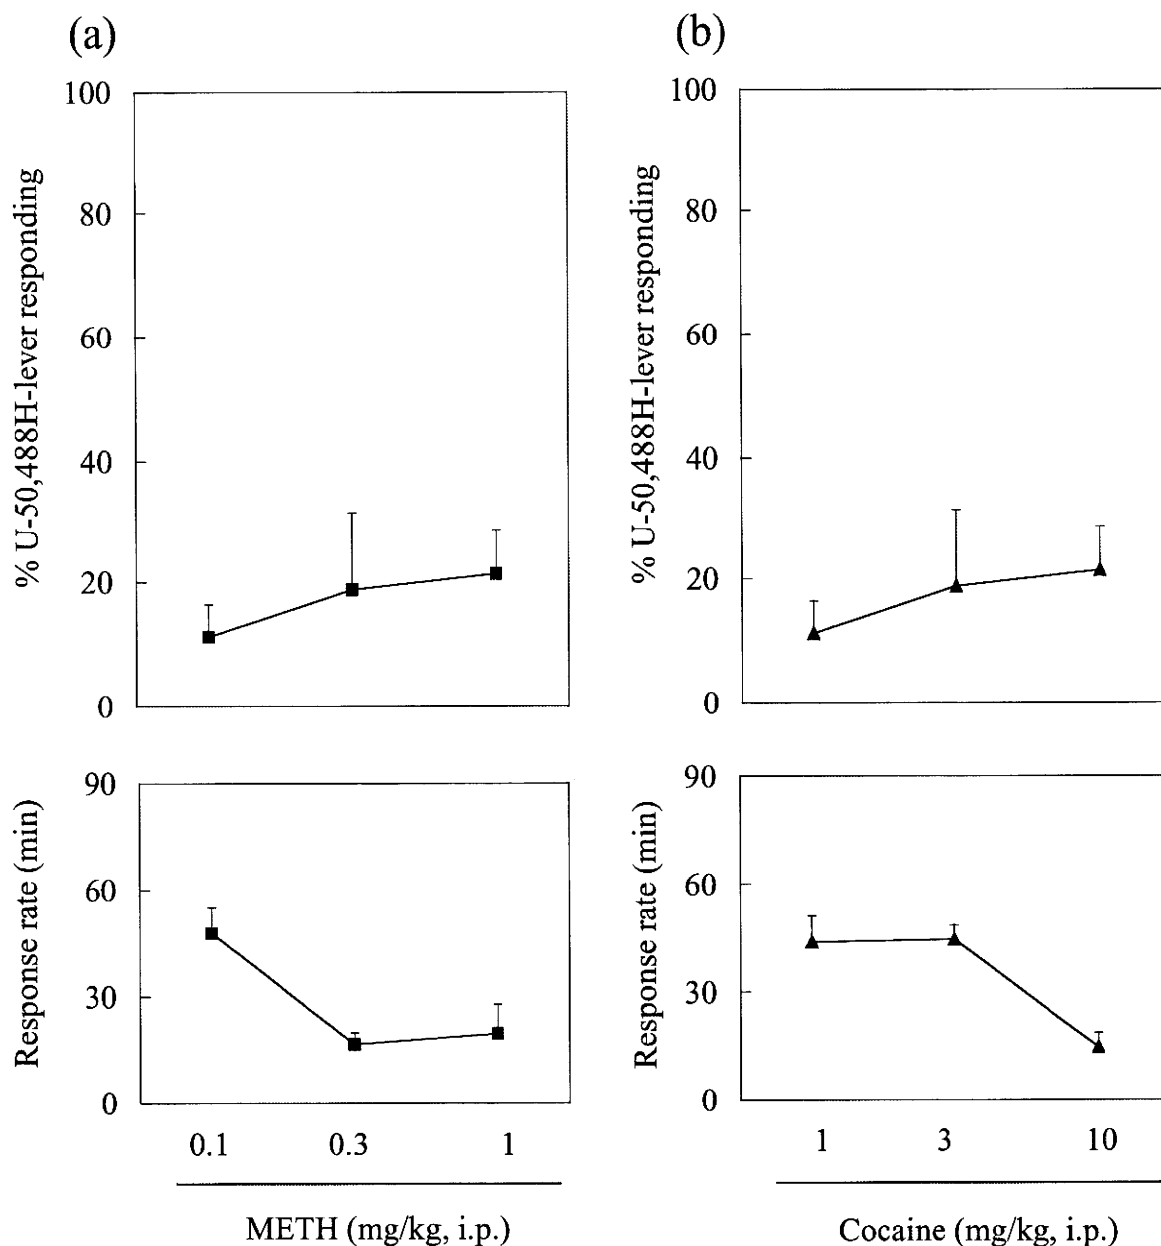 (a)
% U-50,488H-lever responding
100
80
60
40
20
0
Response rate (min)
90
60
30
0
0.1 0.3 1
METH (mg/kg, i.p.)
(b)
% U-50,488H-lever responding
100
80
60
40
20
0
Response rate (min)
90
60
30
0
1 3 10
Cocaine (mg/kg, i.p.)